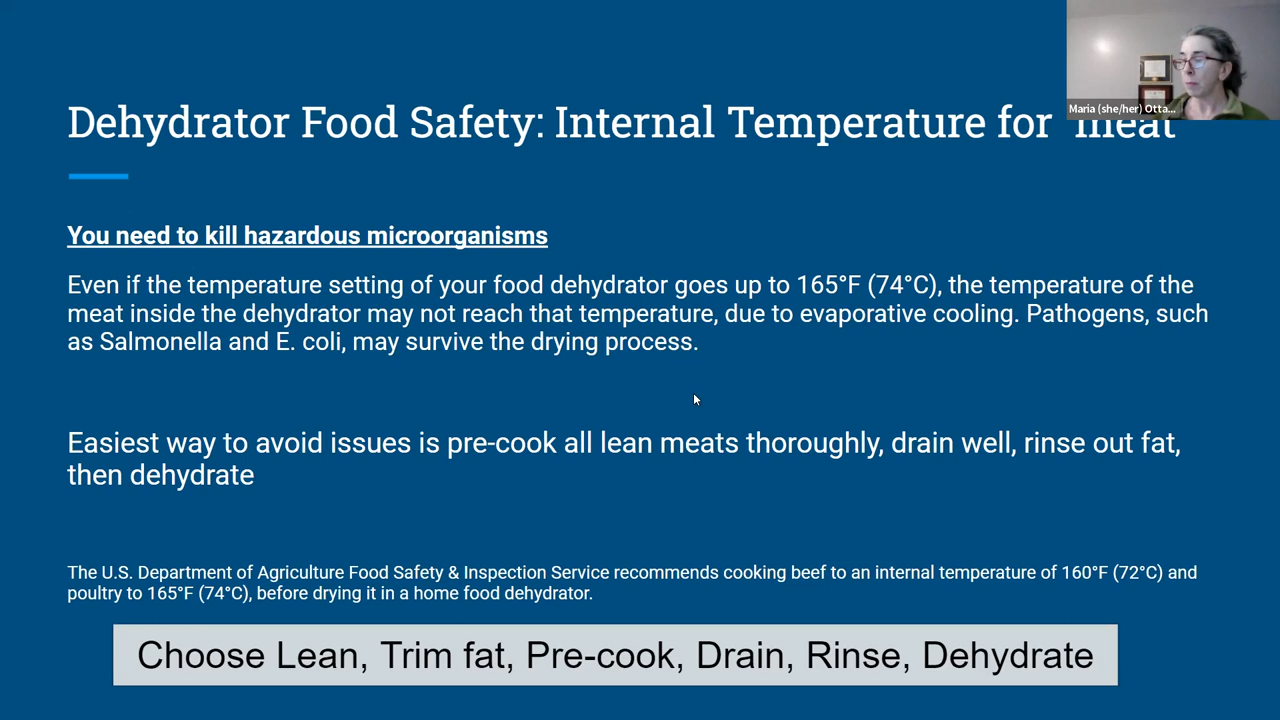 Dehydrator Food Safety: Internal Temperature for meat
Maria (she/her) Otta...
You need to kill hazardous microorganisms
Even if the temperature setting of your food dehydrator goes up to 165°F (74°C), the temperature of the
meat inside the dehydrator may not reach that temperature, due to evaporative cooling. Pathogens, such
as Salmonella and E. coli, may survive the drying process.
Easiest way to avoid issues is pre-cook all lean meats thoroughly, drain well, rinse out fat,
then dehydrate
The U.S. Department of Agriculture Food Safety & Inspection Service recommends cooking beef to an internal temperature of 160°F (72°C) and
poultry to 165°F (74°C), before drying it in a home food dehydrator.
Choose Lean, Trim fat, Pre-cook, Drain, Rinse, Dehydrate